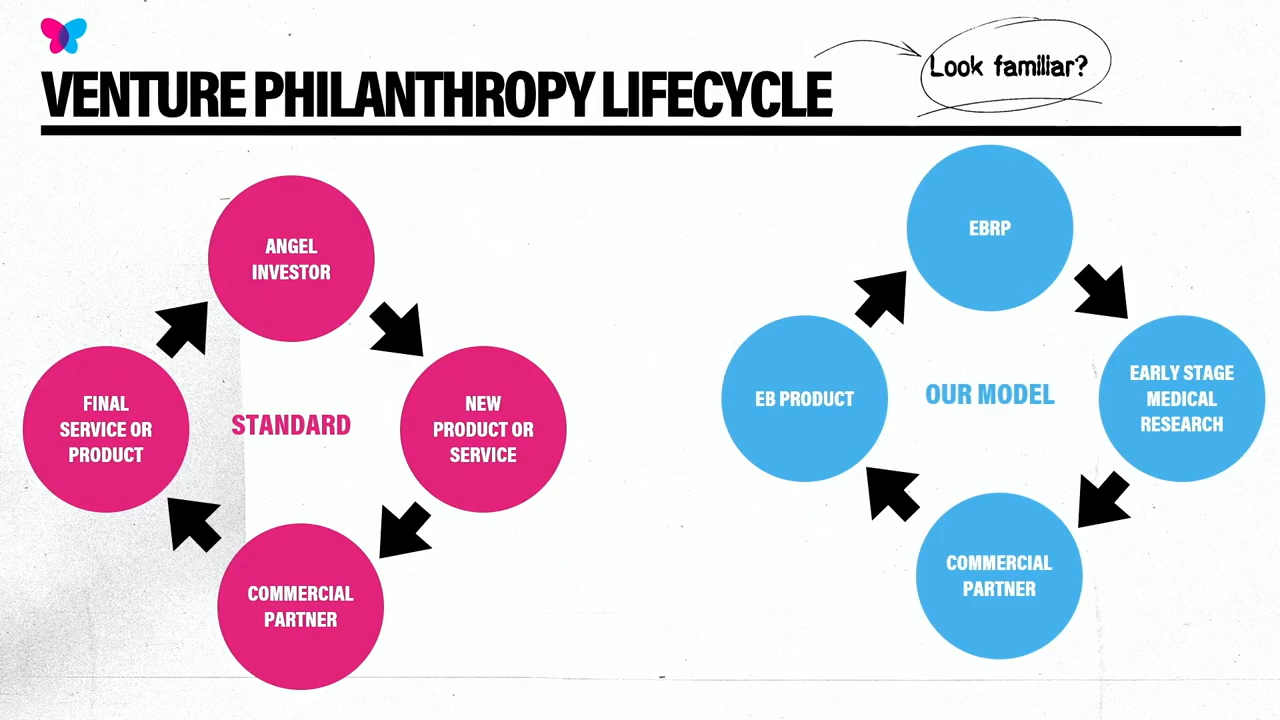 Look familiar?
VENTURE PHILANTHROPY LIFECYCLE
ANGEL
INVESTOR
NEW
PRODUCT OR
SERVICE
COMMERCIAL
PARTNER
FINAL
SERVICE OR
PRODUCT
STANDARD
EBRP
EARLY STAGE
MEDICAL
RESEARCH
COMMERCIAL
PARTNER
EB PRODUCT
OUR MODEL